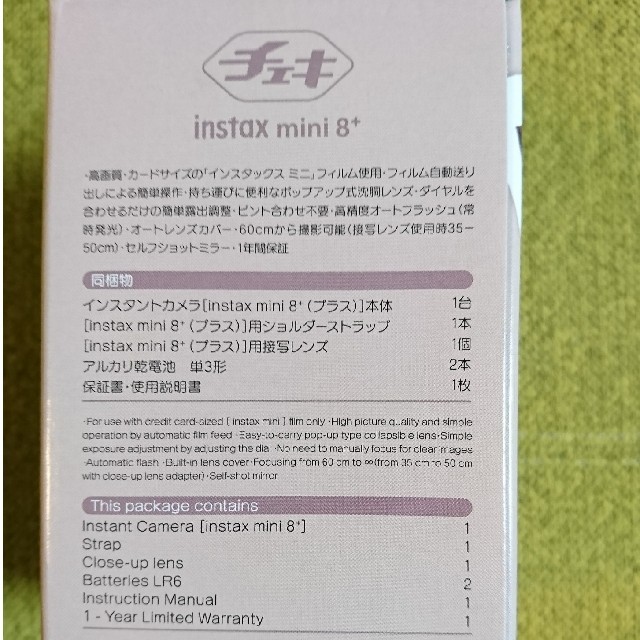 チェキ
instax mini 8+
・高画質・カードサイズの「インスタックス ミニ」フィルム使用・フィルム自動送り
出しによる簡単操作・持ち運びに便利なポップアップ式沈胴レンズ・ダイヤルを
合わせるだけの簡単露出調整・ピント合わせ不要・高精度オートフラッシュ(常
時発光)・オートレンズカバー・60cmから撮影可能(接写レンズ使用時35–
50cm)・セルフショットミラー・1年間保証
同梱物
インスタントカメラ[instax mini 8+ (プラス)]本体 1台
[instax mini 8+ (プラス)]用ショルダーストラップ 1本
[instax mini 8+ (プラス)]用接写レンズ 1個
アルカリ乾電池 単3形 2本
保証書・使用説明書 1枚
・For use with credit card-sized [instax mini] film only ・High picture quality and simple
operation by automatic film feed ・Easy-to-carry pop-up type collapsible lens ・Simple
exposure adjustment by adjusting the dial ・No need to manually focus for clear images
・Automatic flash ・Built-in lens cover ・Focusing from 60 cm to ∞ (from 35 cm to 50 cm
with close-up lens adapter) ・Self-shot mirror
This package contains
Instant Camera [instax mini 8+] 1
Strap 1
Close-up lens 1
Batteries LR6 2
Instruction Manual 1
1 - Year Limited Warranty 1